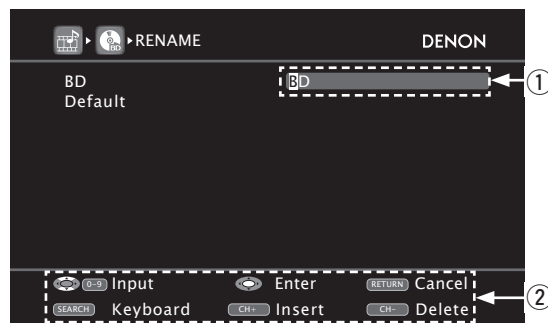 BD RENAME DENON
BD BD ①
Default
0-9 Input Enter RETURN Cancel
SEARCH Keyboard CH+ Insert CH- Delete ②